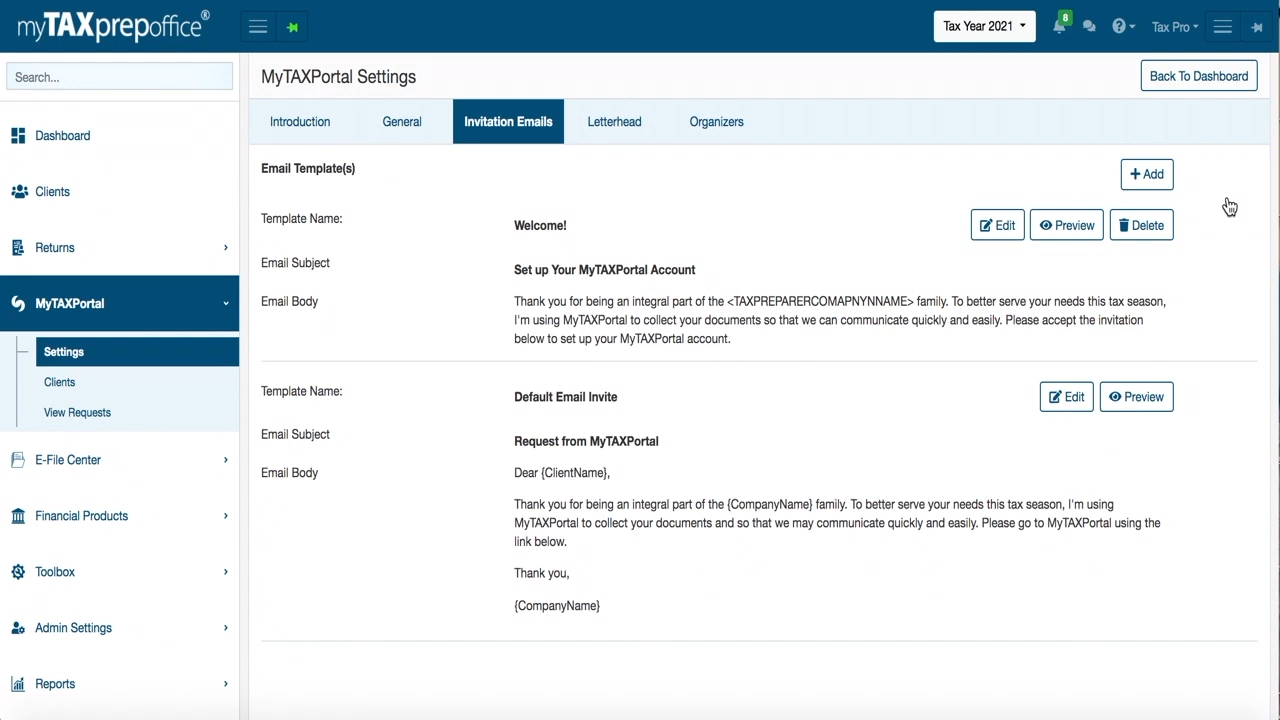 myTAXprepoffice®
Tax Year 2021
8
Tax Pro
Search...
MyTAXPortal Settings
Back To Dashboard
Dashboard
Clients
Returns
MyTAXPortal
Settings
Clients
View Requests
E-File Center
Financial Products
Toolbox
Admin Settings
Reports
Introduction
General
Invitation Emails
Letterhead
Organizers
Email Template(s)
+ Add
Template Name:
Welcome!
Edit
Preview
Delete
Email Subject
Set up Your MyTAXPortal Account
Email Body
Thank you for being an integral part of the <TAXPREPARERCOMAPNYNNAME> family. To better serve your needs this tax season,
I'm using MyTAXPortal to collect your documents so that we can communicate quickly and easily. Please accept the invitation
below to set up your MyTAXPortal account.
Template Name:
Default Email Invite
Edit
Preview
Email Subject
Request from MyTAXPortal
Email Body
Dear {ClientName},
Thank you for being an integral part of the {CompanyName} family. To better serve your needs this tax season, I'm using
MyTAXPortal to collect your documents and so that we may communicate quickly and easily. Please go to MyTAXPortal using the
link below.
Thank you,
{CompanyName}